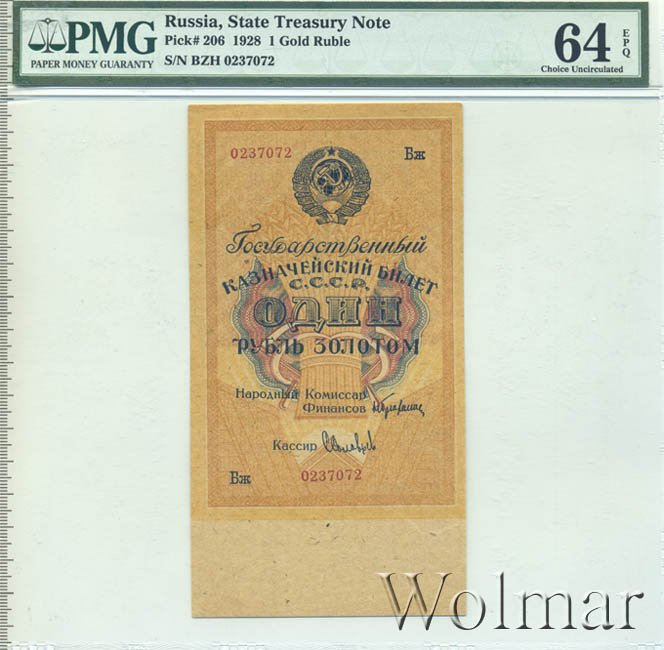 PMG
PAPER MONEY GUARANTY
Russia, State Treasury Note
Pick# 206 1928 1 Gold Ruble
S/N BZH 0237072
64 EPQ
Choice Uncirculated
0237072 Бж
Государственный
КАЗНАЧЕЙСКИЙ БИЛЕТ
С.С.С.Р.
ОДИН
РУБЛЬ ЗОЛОТОМ
Народный Комиссар
Финансов
Кассир
Бж 0237072
Wolmar